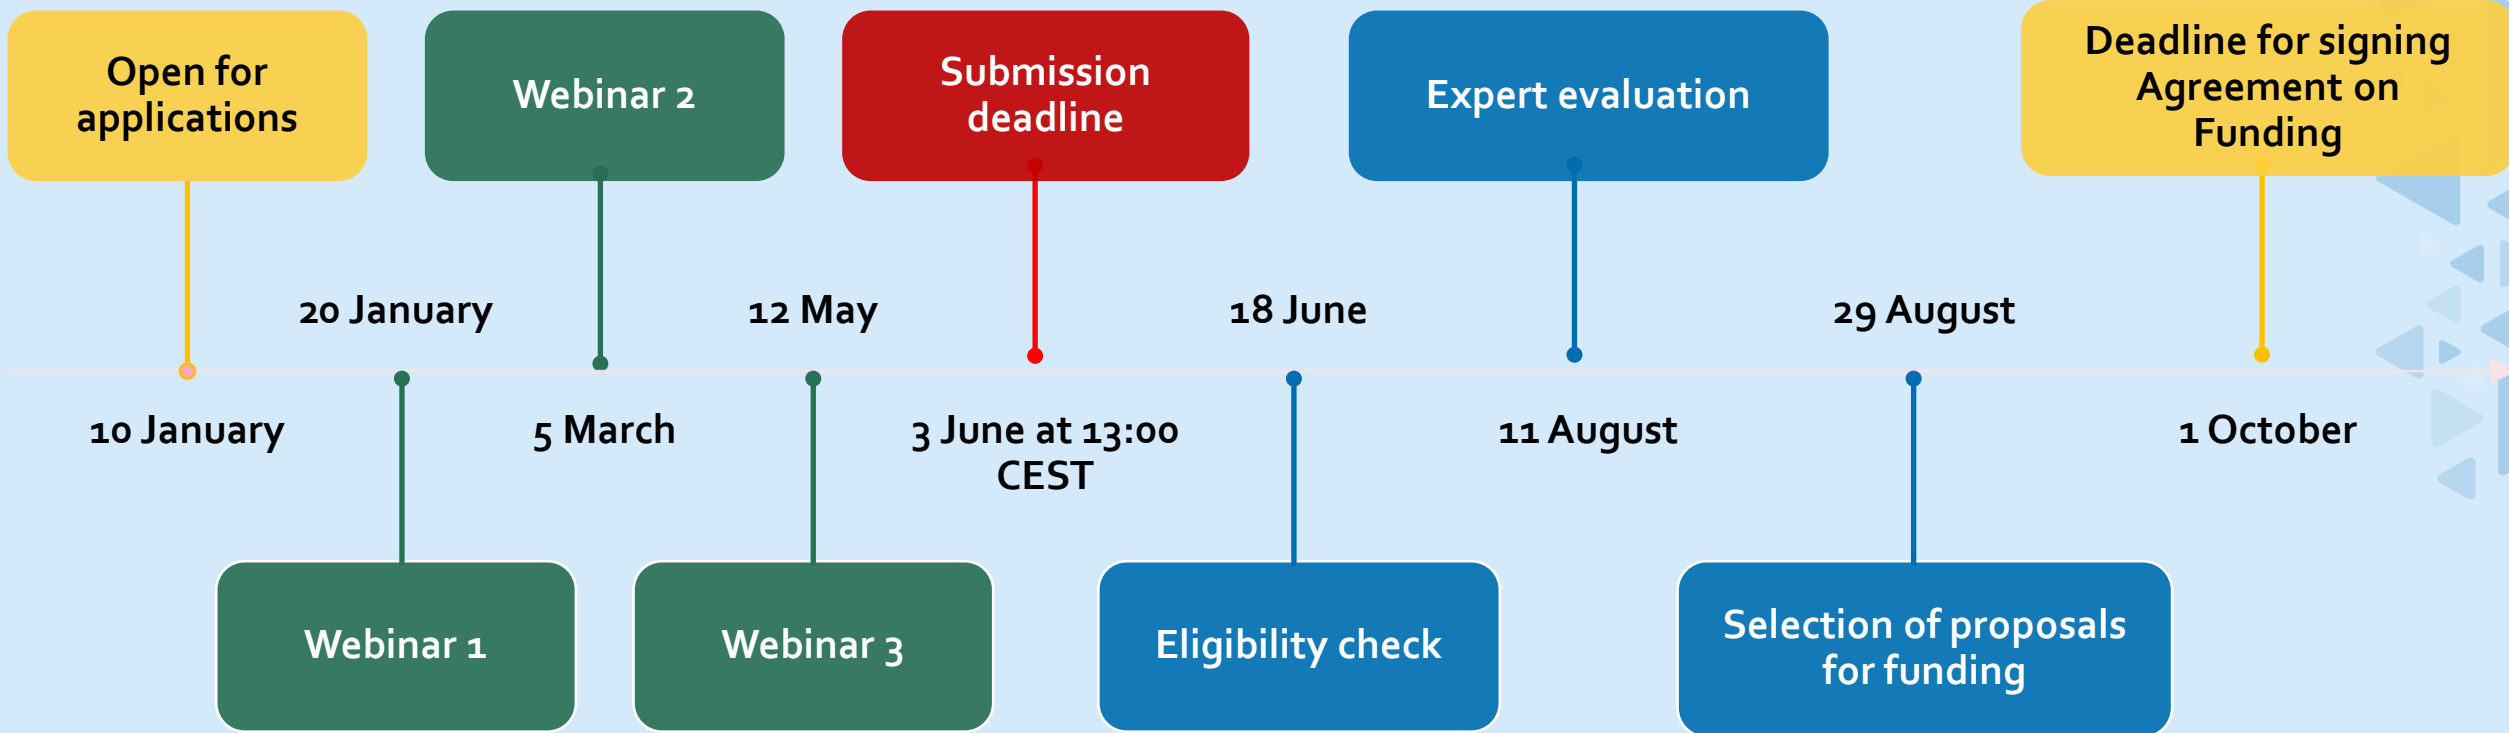 Open for
applications
Webinar 2
Submission
deadline
Expert evaluation
Deadline for signing
Agreement on
Funding
20 January
12 May
18 June
29 August
10 January
5 March
3 June at 13:00
CEST
11 August
1 October
Webinar 1
Webinar 3
Eligibility check
Selection of proposals
for funding